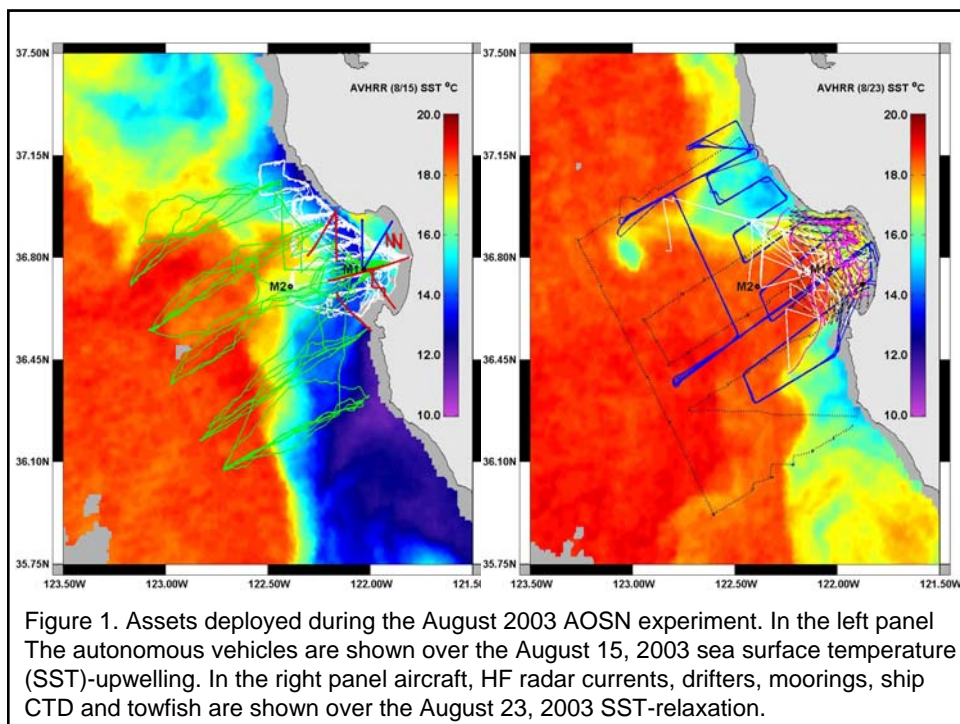 37.50N
37.15N
36.80N
36.45N
36.10N
35.75N
123.50W
123.00W
122.50W
122.00W
121.5
AVHRR (8/15) SST °C
20.0
18.0
16.0
14.0
12.0
10.0
M1
M2
37.50N
37.15N
36.80N
36.45N
36.10N
35.75N
123.00W
122.50W
122.00W
121.50W
AVHRR (8/23) SST °C
20.0
18.0
16.0
14.0
12.0
10.0
M1
M2
Figure 1. Assets deployed during the August 2003 AOSN experiment. In the left panel
The autonomous vehicles are shown over the August 15, 2003 sea surface temperature
(SST)-upwelling. In the right panel aircraft, HF radar currents, drifters, moorings, ship
CTD and towfish are shown over the August 23, 2003 SST-relaxation.